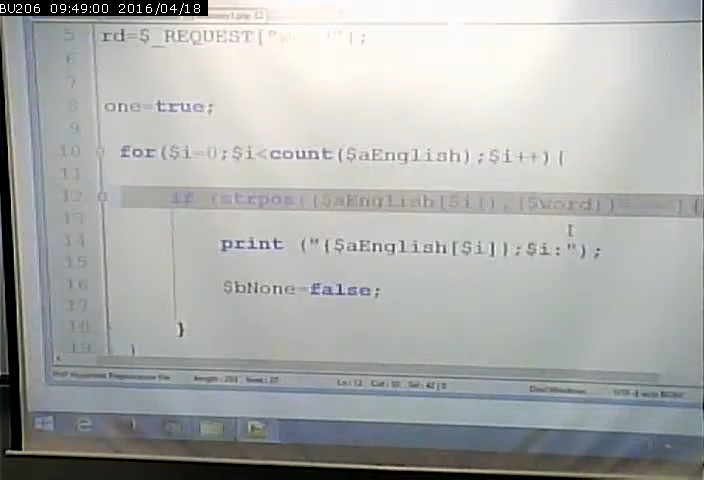 BU206 09:49:00 2016/04/18
5 rd=$_REQUEST["w
6
7
8 one=true;
9
10 for($i=0;$i<count($aEnglish);$i++){
11
12 if (strpos(($aEnglish[$i]),($word))
13
14 print ("{$aEnglish[$i]};$i:");
15
16 $bNone=false;
17
18 }
19 }